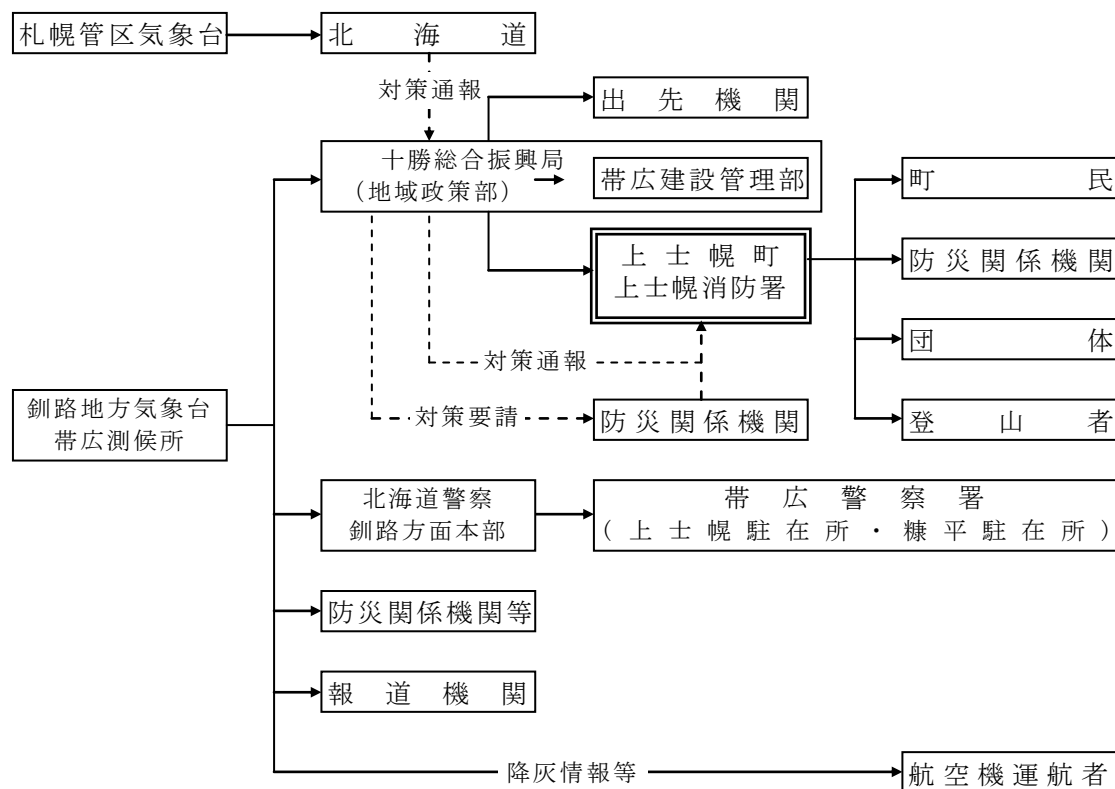 札幌管区気象台
北海道
対策通報
出先機関
十勝総合振興局
(地域政策部)
帯広建設管理部
町民
上士幌町
上士幌消防署
防災関係機関
団体
対策通報
釧路地方気象台
帯広測候所
対策要請
防災関係機関
登山者
北海道警察
釧路方面本部
帯広警察署
(上士幌駐在所・糠平駐在所)
防災関係機関等
報道機関
降灰情報等
航空機運航者